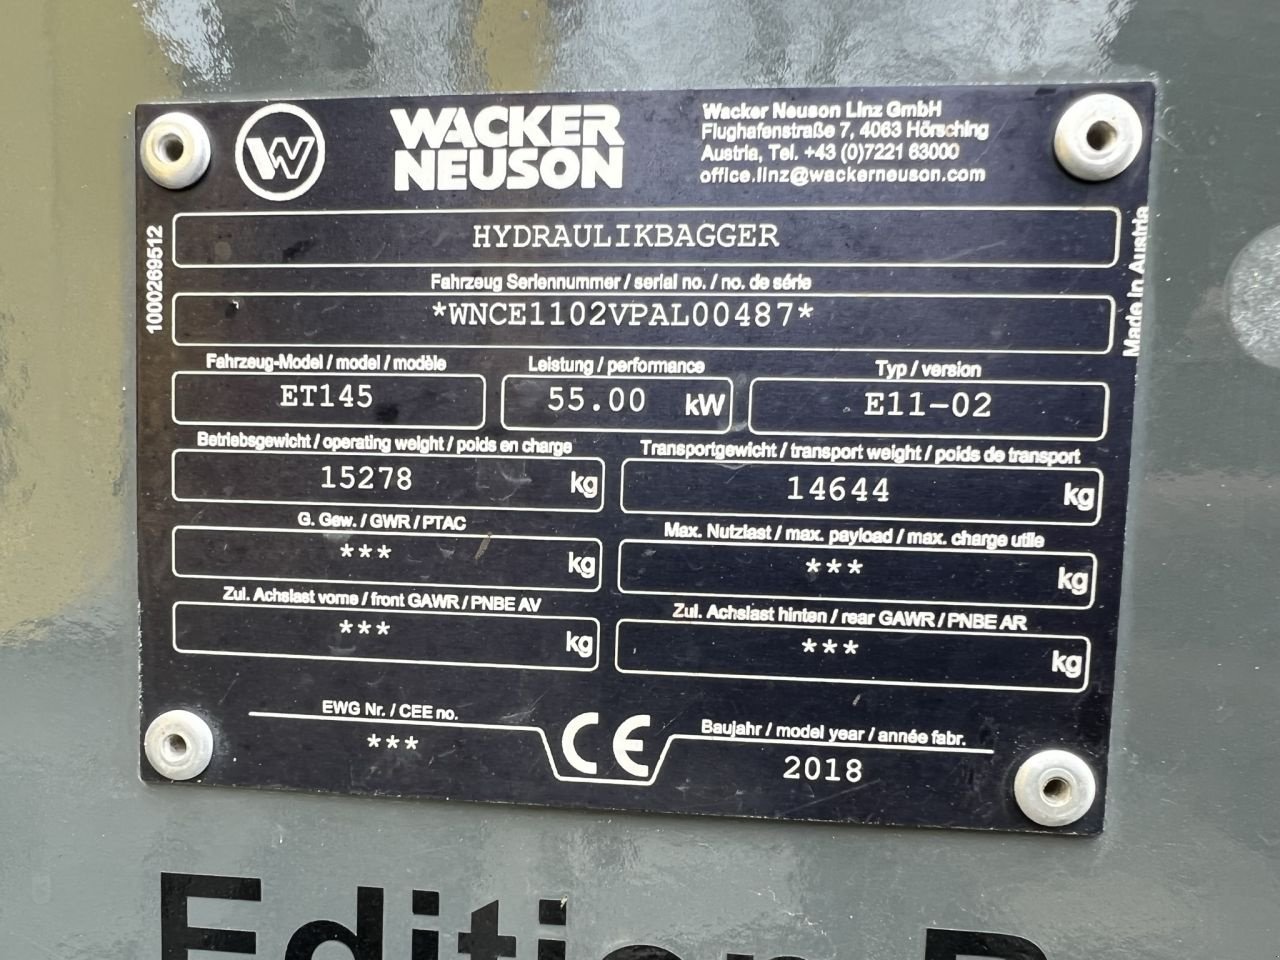 WACKER
NEUSON
Wacker Neuson Linz GmbH
Flughafenstraße 7, 4063 Hörsching
Austria, Tel. +43 (0)7221 63000
office.linz@wackerneuson.com
1000269512
Made in Austria
HYDRAULIKBAGGER
Fahrzeug Seriennummer / serial no. / no. de série
*WNCE1102VPAL00487*
Fahrzeug-Model / model / modèle
ET145
Leistung / performance
55.00 kW
Typ / version
E11-02
Betriebsgewicht / operating weight / poids en charge
15278 kg
Transportgewicht / transport weight / poids de transport
14644 kg
G. Gew. / GWR / PTAC
*** kg
Max. Nutzlast / max. payload / max. charge utile
*** kg
Zul. Achslast vorne / front GAWR / PNBE AV
*** kg
Zul. Achslast hinten / rear GAWR / PNBE AR
*** kg
EWG Nr. / CEE no.
***
CE
Baujahr / model year / année fabr.
2018
Edition